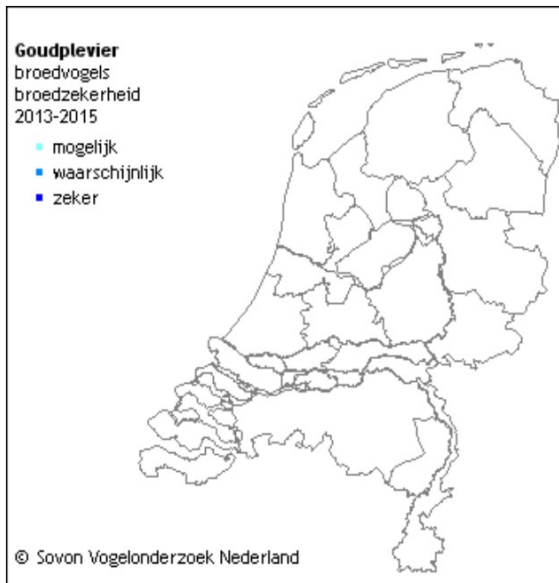 Goudplevier
broedvogels
broedzekerheid
2013-2015
mogelijk
waarschijnlijk
zeker
© Sovon Vogelonderzoek Nederland